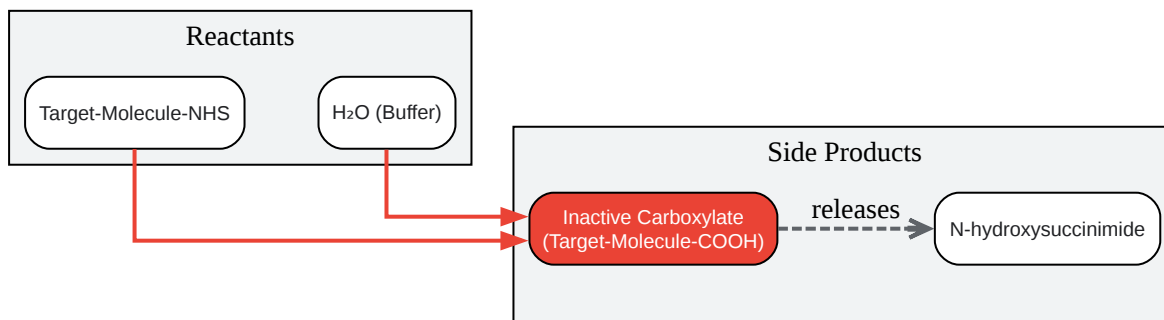 Reactants
Target-Molecule-NHS
H₂O (Buffer)
Side Products
Inactive Carboxylate
(Target-Molecule-COOH)
releases
N-hydroxysuccinimide